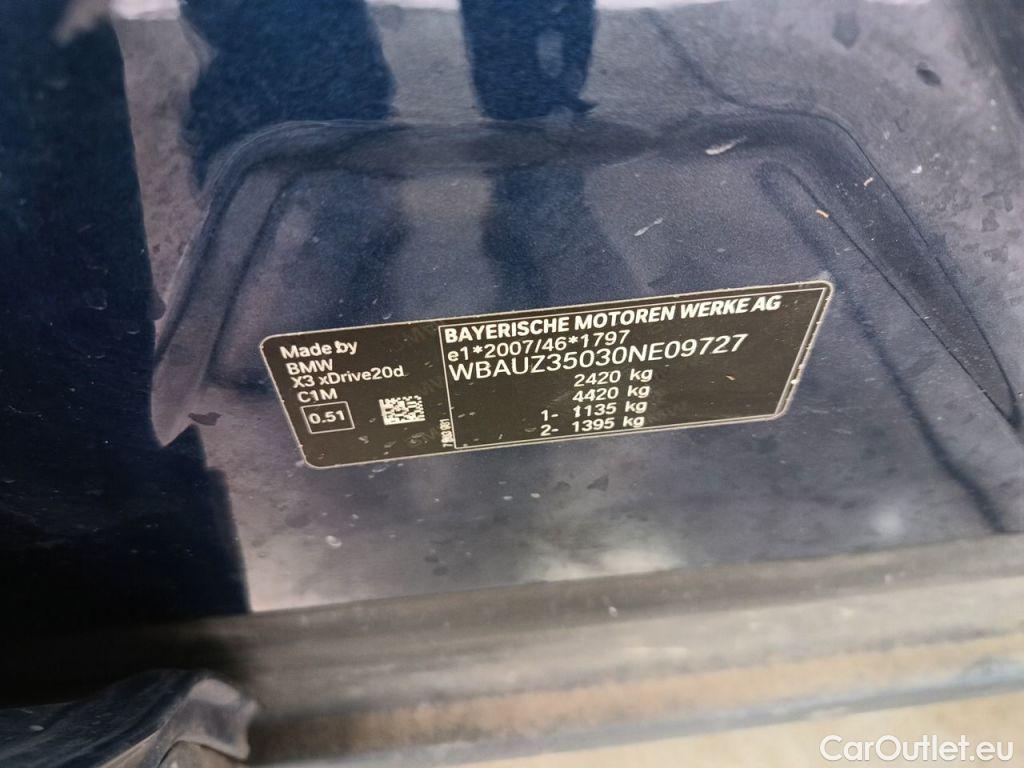 Made by
BMW
X3 xDrive20d
C1M
0.51
BAYERISCHE MOTOREN WERKE AG
e1*2007/46*1797
WBAUZ35030NE09727
2420 kg
4420 kg
1- 1135 kg
2- 1395 kg
CarOutlet.eu